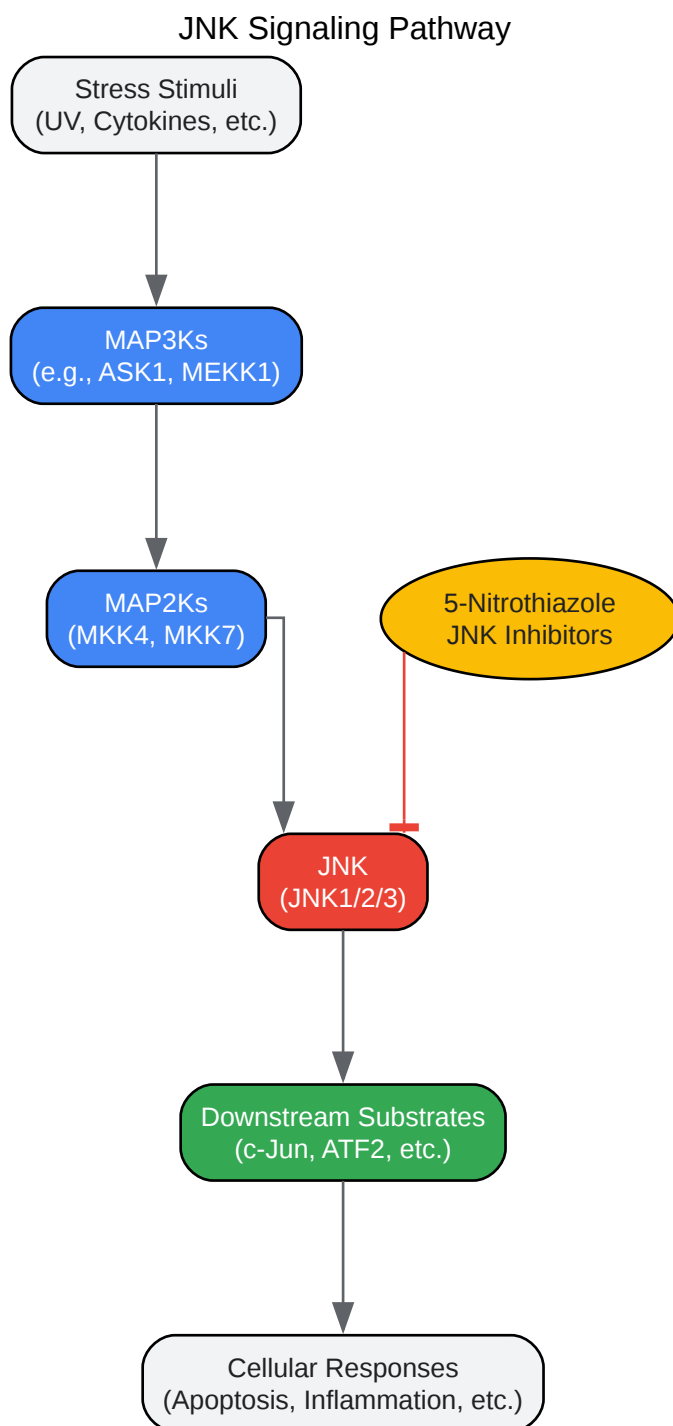 JNK Signaling Pathway
Stress Stimuli
(UV, Cytokines, etc.)
MAP3Ks
(e.g., ASK1, MEKK1)
MAP2Ks
(MKK4, MKK7)
5-Nitrothiazole
JNK Inhibitors
JNK
(JNK1/2/3)
Downstream Substrates
(c-Jun, ATF2, etc.)
Cellular Responses
(Apoptosis, Inflammation, etc.)